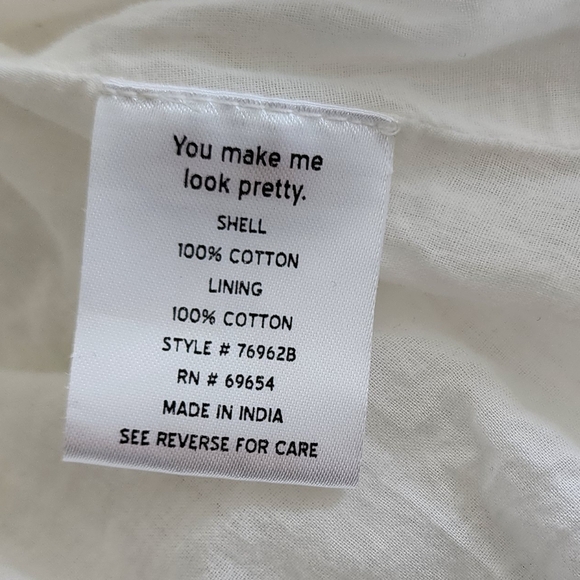 You make me
look pretty.
SHELL
100% COTTON
LINING
100% COTTON
STYLE # 76962B
RN # 69654
MADE IN INDIA
SEE REVERSE FOR CARE